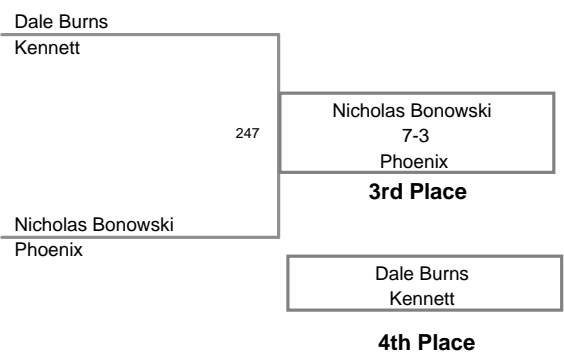 Dale Burns
Kennett
247
Nicholas Bonowski
7-3
Phoenix
3rd Place
Nicholas Bonowski
Phoenix
Dale Burns
Kennett
4th Place